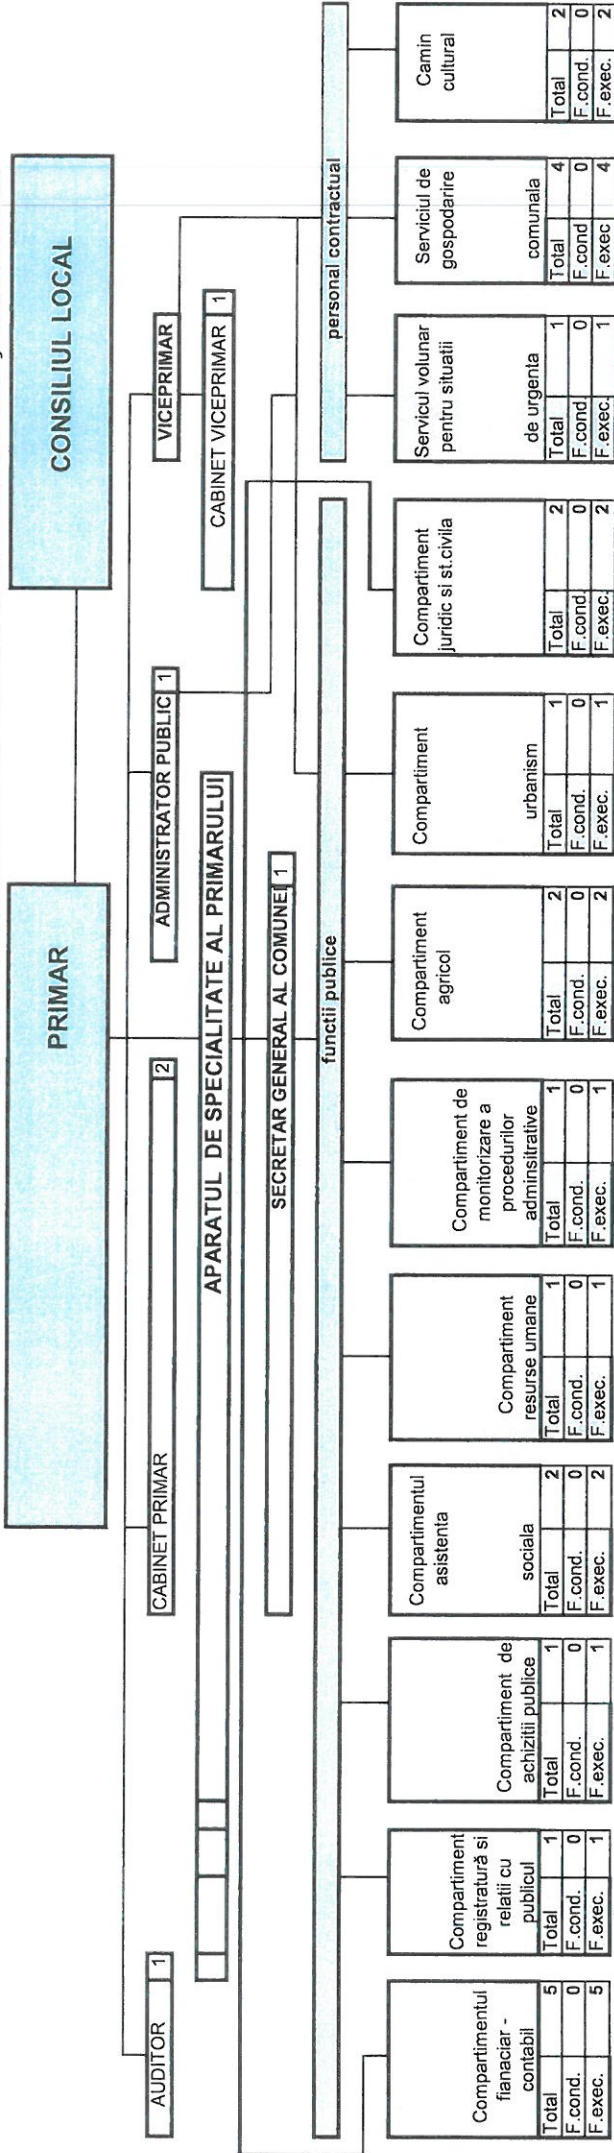 PRIMAR
CONSILIUL LOCAL
AUDITOR 1
CABINET PRIMAR 2
ADMINISTRATOR PUBLIC 1
VICEPRIMAR
CABINET VICEPRIMAR 1
APARATUL DE SPECIALITATE AL PRIMARULUI
SECRETAR GENERAL AL COMUNEI 1
functii publice
personal contractual
Compartimentul
fianaciar -
contabil
Total 5
F.cond. 0
F.exec. 5
Compartiment
registratură si
relatii cu
publicul
Total 1
F.cond. 0
F.exec. 1
Compartiment de
achizitii publice
Total 1
F.cond. 0
F.exec. 1
Compartimentul
asistenta
sociala
Total 2
F.cond. 0
F.exec. 2
Compartiment
resurse umane
Total 1
F.cond. 0
F.exec. 1
Compartiment de
monitorizare a
procedurilor
adminsitrative
Total 1
F.cond. 0
F.exec. 1
Compartiment
agricol
Total 2
F.cond. 0
F.exec. 2
Compartiment
urbanism
Total 1
F.cond. 0
F.exec. 1
Compartiment
juridic si st.civila
Total 2
F.cond. 0
F.exec. 2
Servicul volunar
pentru situatii
de urgenta
Total 1
F.cond 0
F.exec. 1
Serviciul de
gospodarire
comunala
Total 4
F.cond 0
F.exec 4
Camin
cultural
Total 2
F.cond. 0
F.exec. 2